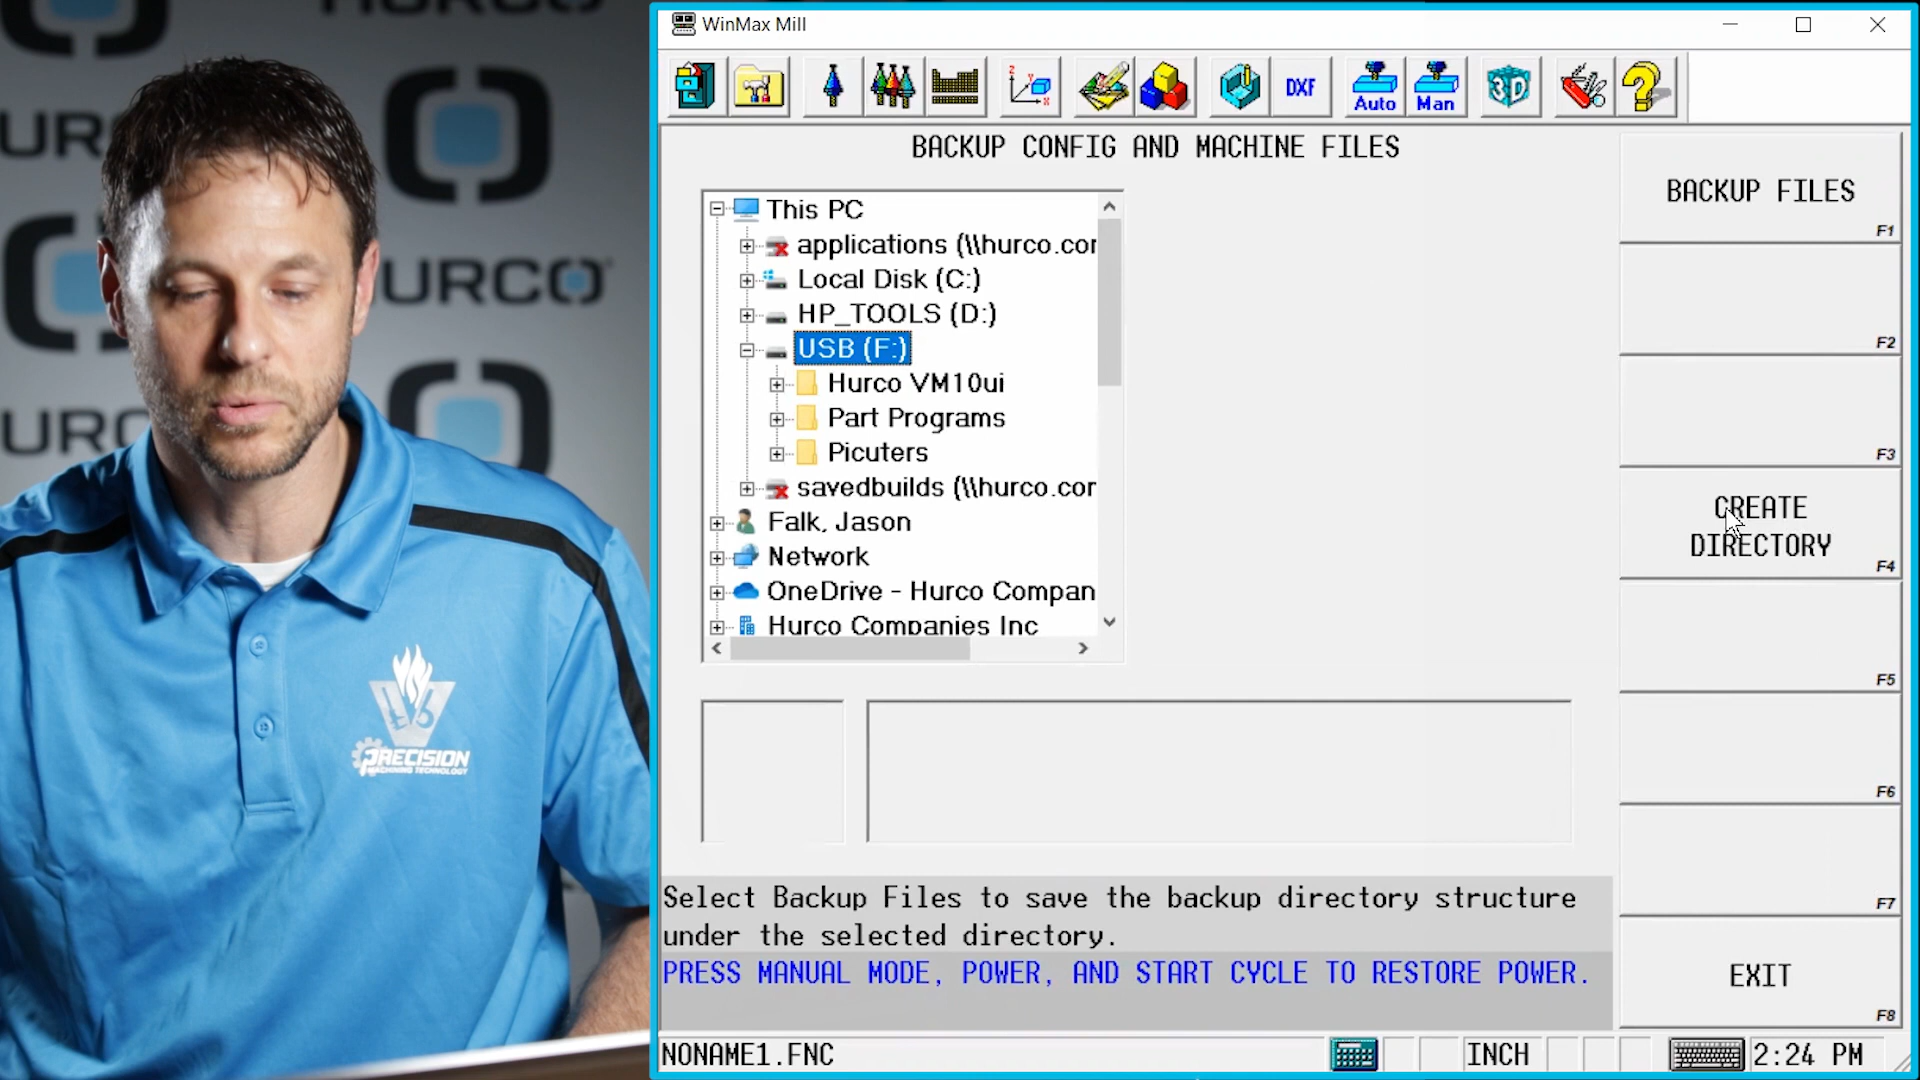 HURCO
WinMax Mill
DXF
Auto
Man
3D
BACKUP CONFIG AND MACHINE FILES
This PC
applications (\\hurco.cor
Local Disk (C:)
HP_TOOLS (D:)
USB (F:)
Hurco VM10ui
Part Programs
Picuters
savedbuilds (\\hurco.cor
Falk, Jason
Network
OneDrive - Hurco Compan
Hurco Companies Inc
BACKUP FILES
F1
F2
F3
CREATE
DIRECTORY
F4
F5
F6
F7
EXIT
F8
Select Backup Files to save the backup directory structure
under the selected directory.
PRESS MANUAL MODE, POWER, AND START CYCLE TO RESTORE POWER.
NONAME1.FNC
INCH
2:24 PM
URCO
URC
PRECISION
MACHINING TECHNOLOGY